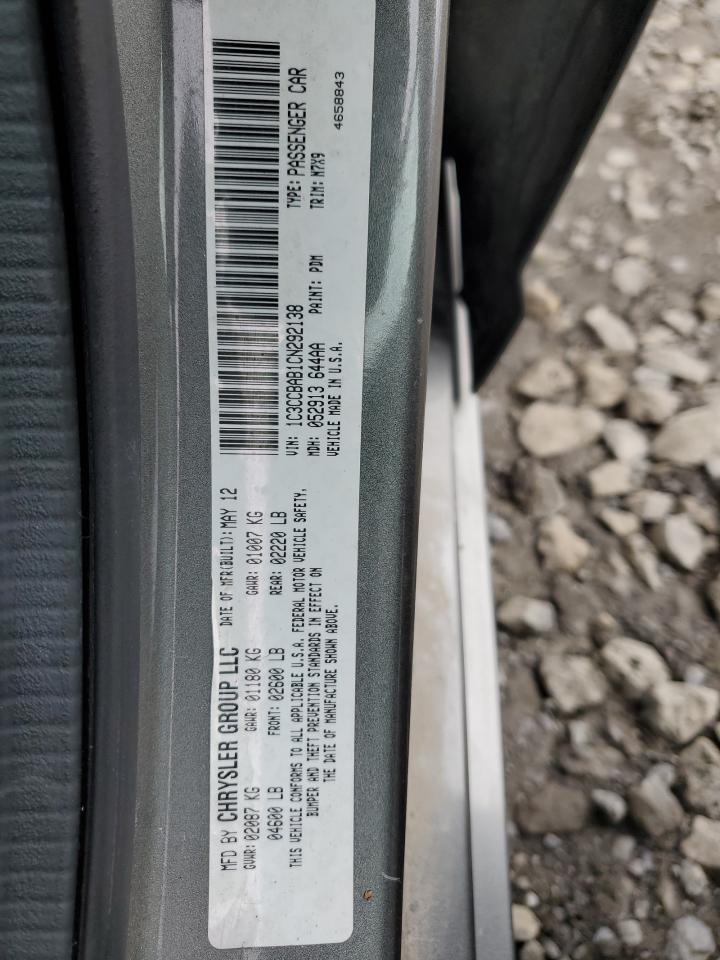 MFD BY CHRYSLER GROUP LLC DATE OF MFR(BUILT): MAY 12
GVWR: 02087 KG GAWR: 01180 KG GAWR: 01007 KG
04600 LB FRONT: 02600 LB REAR: 02220 LB
THIS VEHICLE CONFORMS TO ALL APPLICABLE U.S.A. FEDERAL MOTOR VEHICLE SAFETY,
BUMPER AND THEFT PREVENTION STANDARDS IN EFFECT ON
THE DATE OF MANUFACTURE SHOWN ABOVE.
VIN: 1C3CCBAB1CN292138 TYPE: PASSENGER CAR
MDH: 052913 644AA PAINT: PDM TRIM: M7X9
VEHICLE MADE IN U.S.A. 4658843